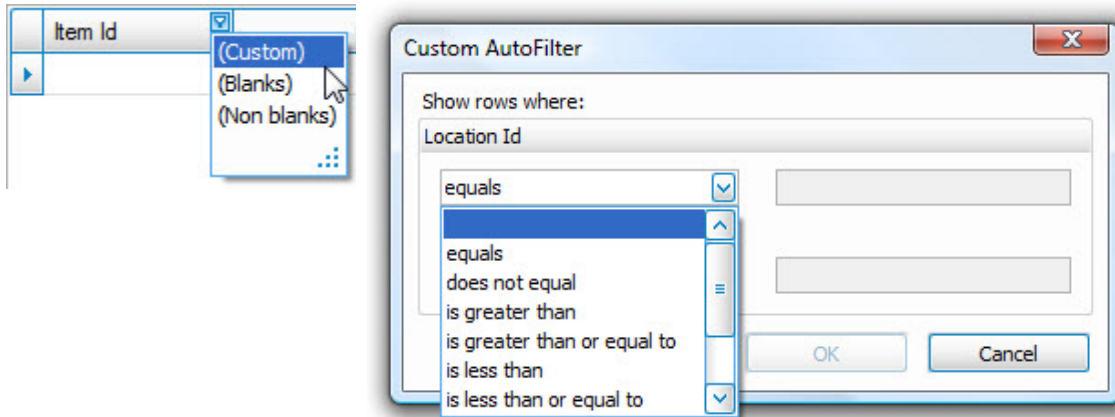 Item Id
(Custom)
(Blanks)
(Non blanks)
Custom AutoFilter
Show rows where:
Location Id
equals
equals
does not equal
is greater than
is greater than or equal to
is less than
is less than or equal to
OK
Cancel